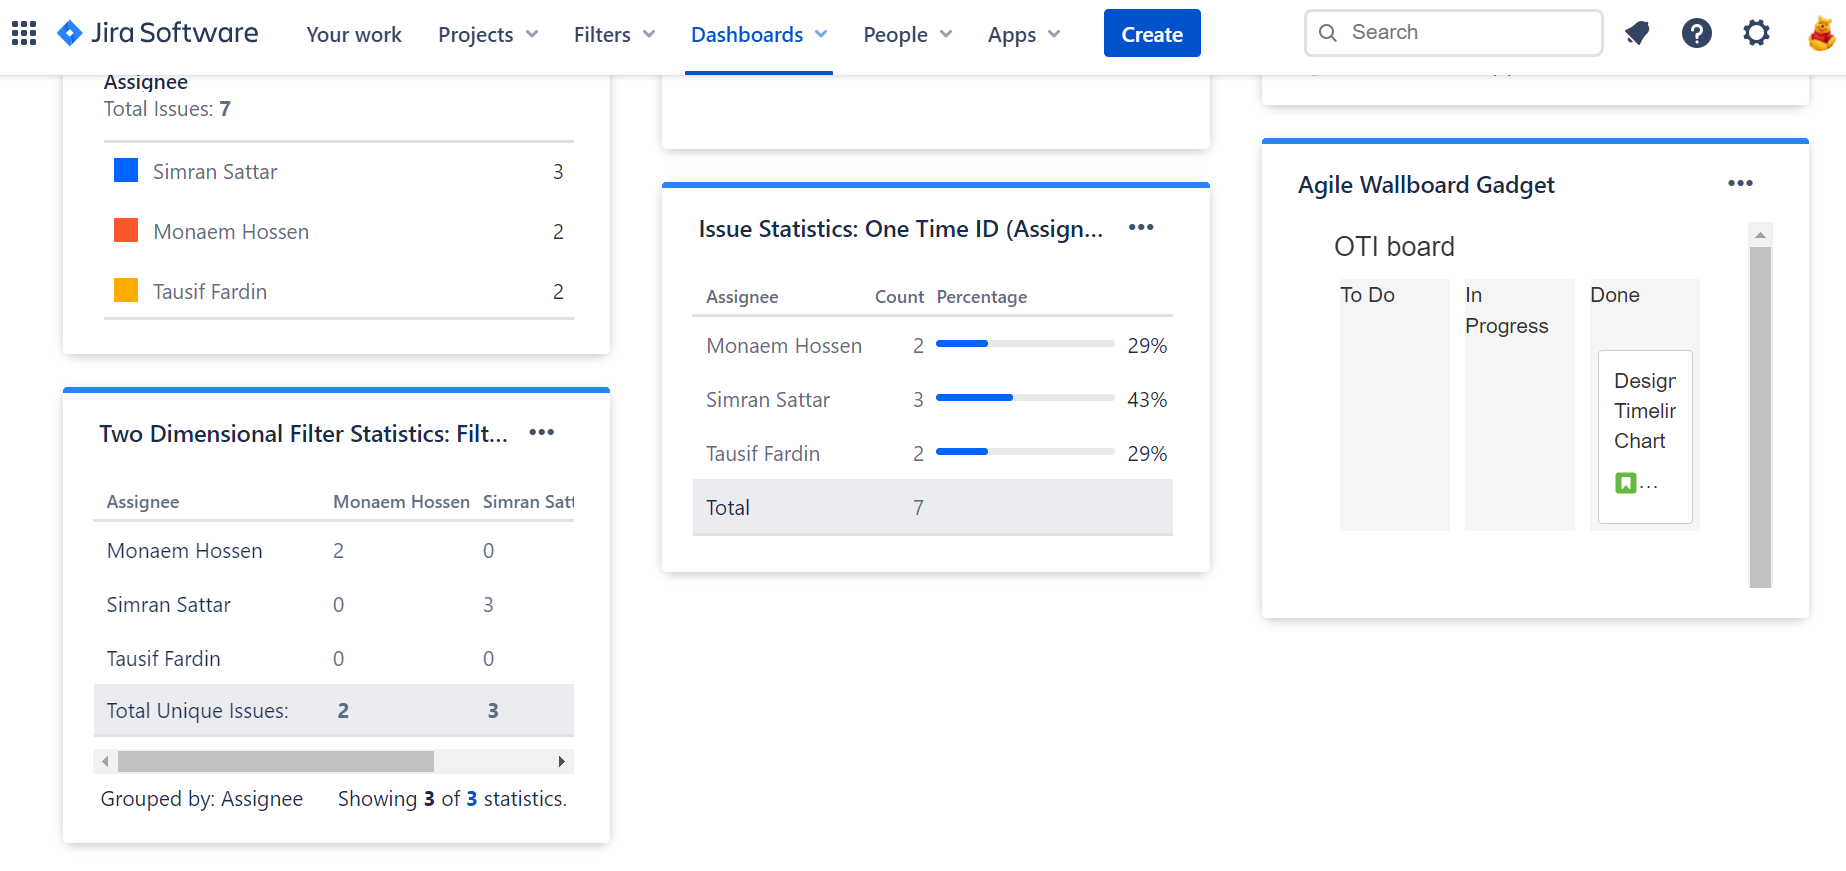 Jira Software
Your work
Projects
Filters
Dashboards
People
Apps
Create
Search
Assignee
Total Issues: 7
Simran Sattar 3
Monaem Hossen 2
Tausif Fardin 2
Two Dimensional Filter Statistics: Filt...
Assignee Monaem Hossen Simran Satt
Monaem Hossen 2 0
Simran Sattar 0 3
Tausif Fardin 0 0
Total Unique Issues: 2 3
Grouped by: Assignee Showing 3 of 3 statistics.
Issue Statistics: One Time ID (Assign...
Assignee Count Percentage
Monaem Hossen 2 29%
Simran Sattar 3 43%
Tausif Fardin 2 29%
Total 7
Agile Wallboard Gadget
OTI board
To Do
In
Progress
Done
Design
Timelin
Chart
...